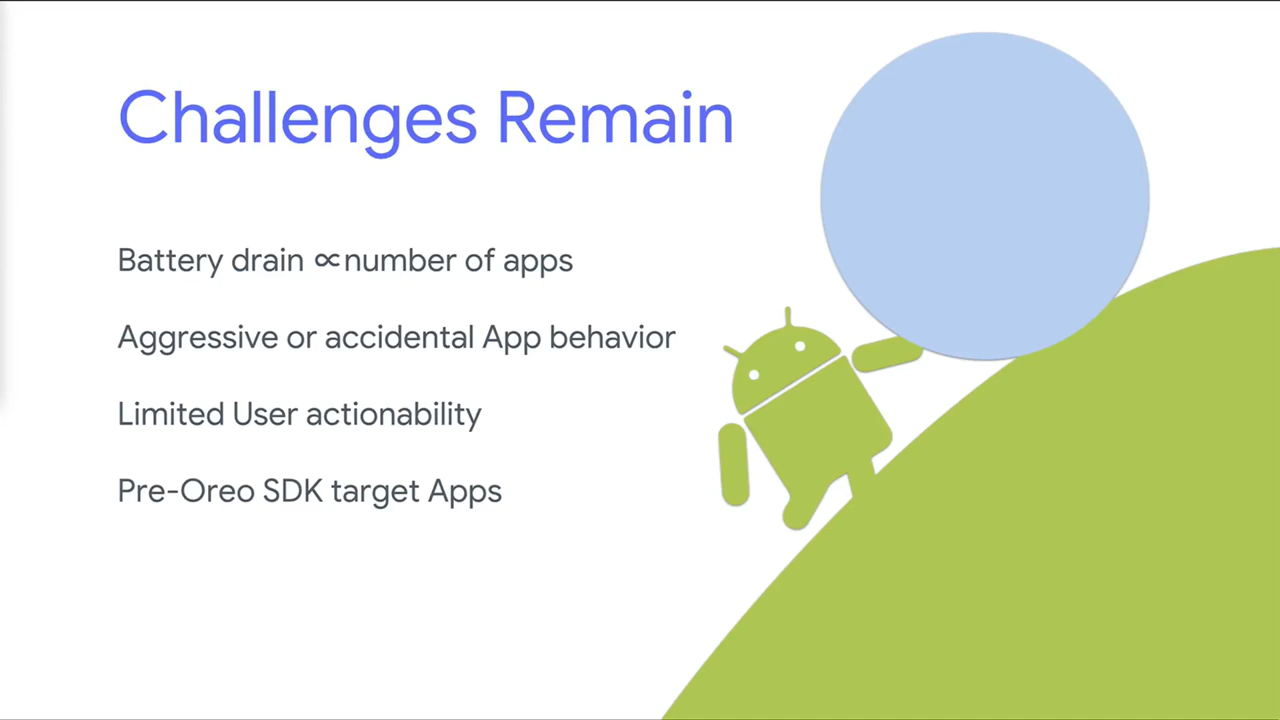 Challenges Remain
Battery drain ∝ number of apps
Aggressive or accidental App behavior
Limited User actionability
Pre-Oreo SDK target Apps